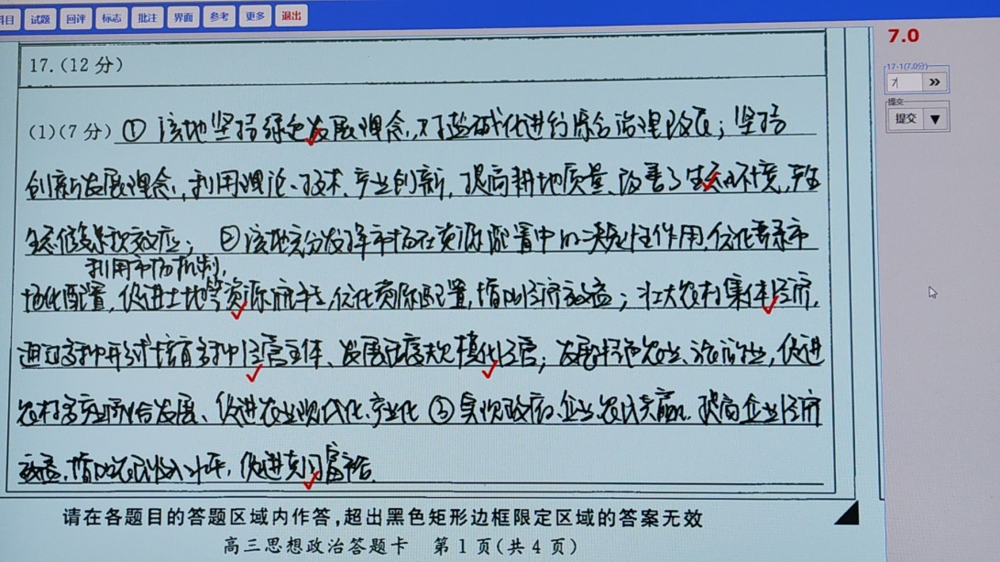 科目 试题 回评 标志 批注 界面 参考 更多 退出
7.0
17-1(7.0分)
7
提交
提交
17.(12分)
(1)(7分)①该地坚持绿色发展理念,对盐碱化进行综合治理改良;坚持
创新发展理念,利用理论、技术、产业创新,提高耕地质量、改善了生态环境,产生
生态修复效应;②该地充分发挥市场在资源配置中的决定性作用,优化要素市
利用市场机制,
场化配置,促进土地等资源流转,优化资源配置,增加经济效益;壮大农村集体经济,
通过多种形式培育多种经营主体、发展适度规模化经营;发展特色农业、旅游业,促进
农村多产业融合发展、促进农业现代化、产业化③实现政府、企业、农民共赢,提高企业经济
效益,增加农民收入水平,促进共同富裕.
请在各题目的答题区域内作答,超出黑色矩形边框限定区域的答案无效
高三思想政治答题卡 第1页(共4页)